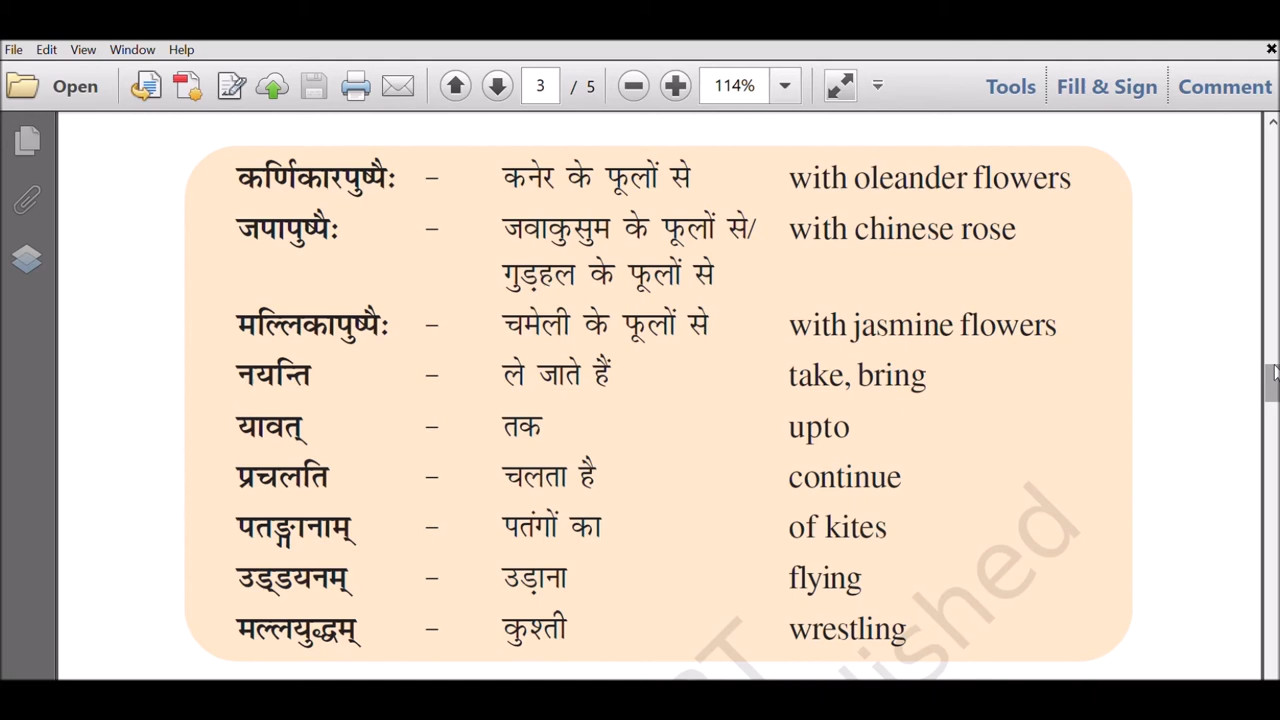 File Edit View Window Help
Open 3 / 5 114% Tools Fill & Sign Comment
कर्णिकारपुष्पैः – कनेर के फूलों से with oleander flowers
जपापुष्पैः – जवाकुसुम के फूलों से/ with chinese rose
गुड़हल के फूलों से
मल्लिकापुष्पैः – चमेली के फूलों से with jasmine flowers
नयन्ति – ले जाते हैं take, bring
यावत् – तक upto
प्रचलति – चलता है continue
पतङ्गानाम् – पतंगों का of kites
उड्डयनम् – उड़ाना flying
मल्लयुद्धम् – कुश्ती wrestling